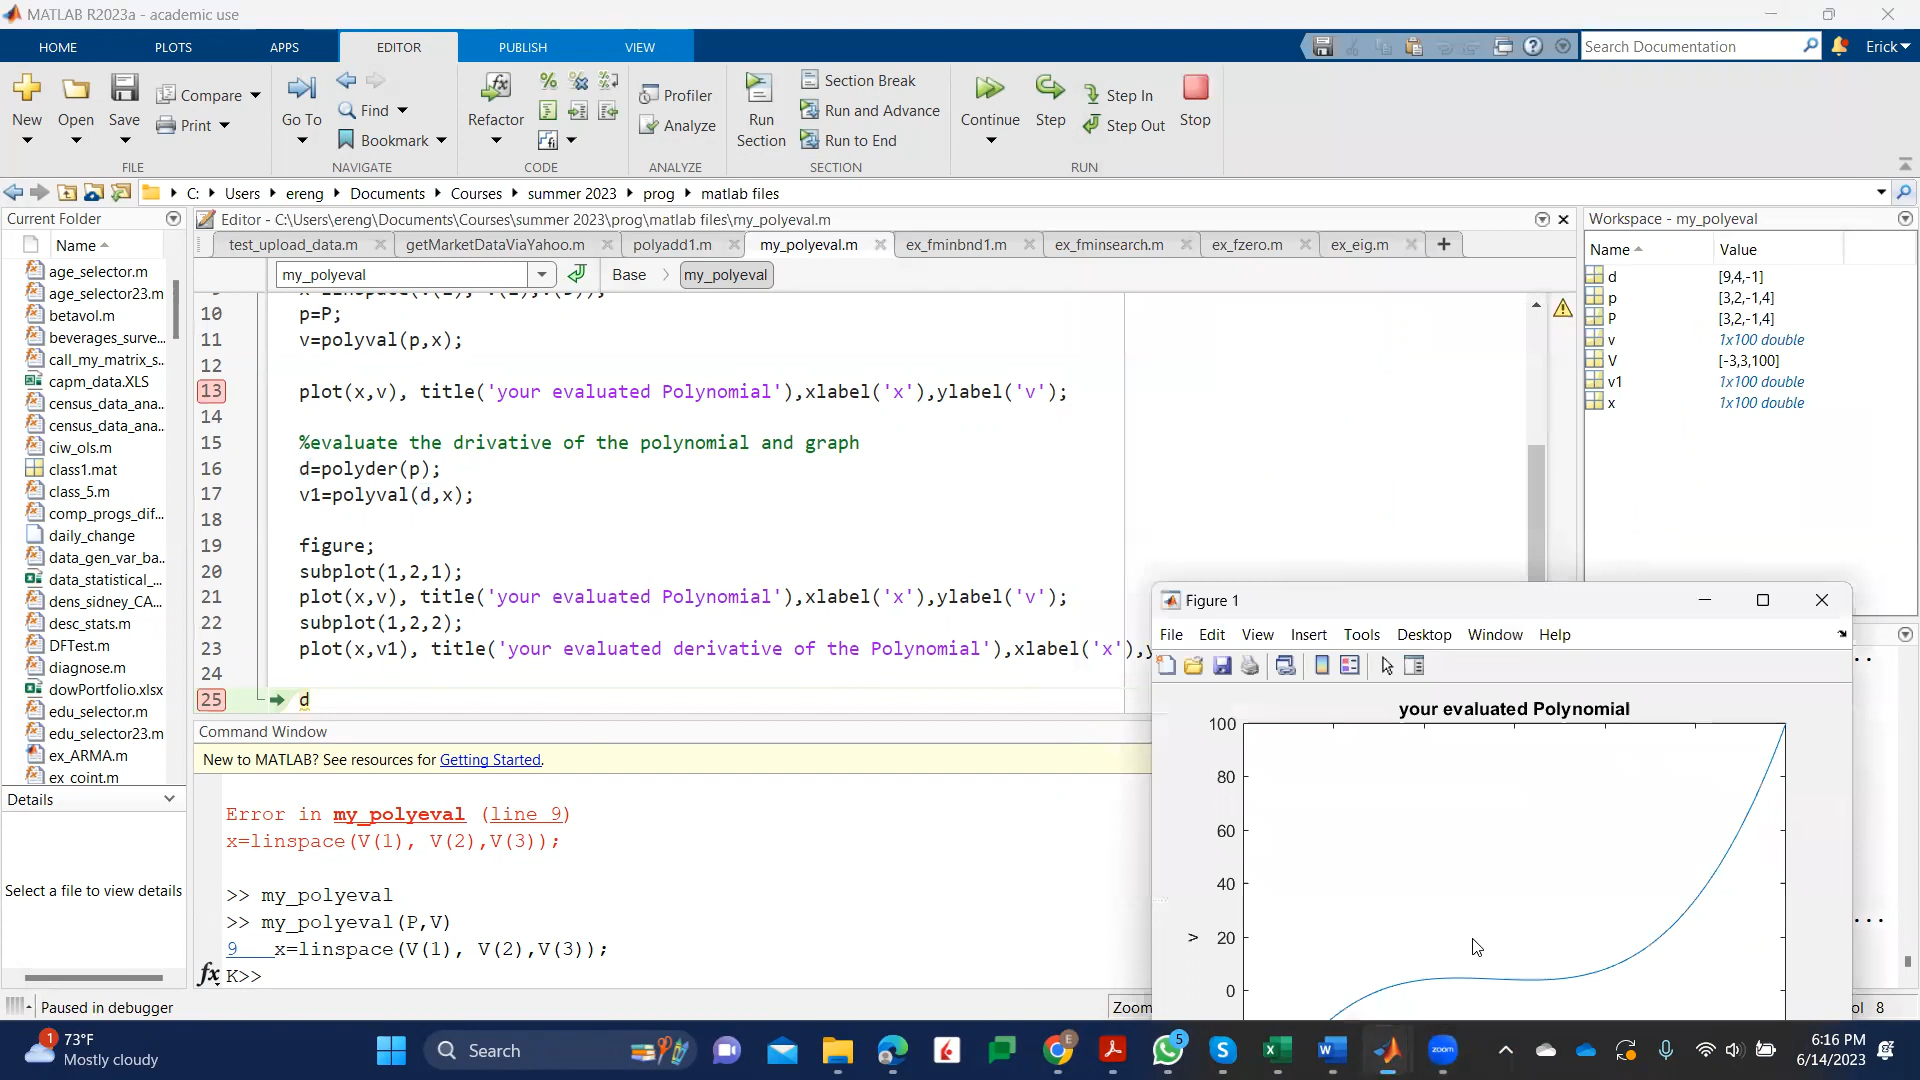 MATLAB R2023a - academic use
HOME PLOTS APPS EDITOR PUBLISH VIEW
Search Documentation
Erick
New Open Save
Compare
Print
FILE
Go To
Find
Bookmark
NAVIGATE
Refactor
CODE
Profiler
Analyze
ANALYZE
Run Section
Section Break
Run and Advance
Run to End
SECTION
Continue
Step
Step In
Step Out
Stop
RUN
C: Users ereng Documents Courses summer 2023 prog matlab files
Current Folder
Name
age_selector.m
age_selector23.m
betavol.m
beverages_surve...
call_my_matrix_s...
capm_data.XLS
census_data_ana...
census_data_ana...
ciw_ols.m
class1.mat
class_5.m
comp_progs_dif...
daily_change
data_gen_var_ba...
data_statistical_...
dens_sidney_CA...
desc_stats.m
DFTest.m
diagnose.m
dowPortfolio.xlsx
edu_selector.m
edu_selector23.m
ex_ARMA.m
ex_coint.m
Details
Select a file to view details
Editor - C:\Users\ereng\Documents\Courses\summer 2023\prog\matlab files\my_polyeval.m
test_upload_data.m getMarketDataViaYahoo.m polyadd1.m my_polyeval.m ex_fminbnd1.m ex_fminsearch.m ex_fzero.m ex_eig.m
my_polyeval
Base my_polyeval
10 p=P;
11 v=polyval(p,x);
12
13 plot(x,v), title('your evaluated Polynomial'),xlabel('x'),ylabel('v');
14
15 %evaluate the drivative of the polynomial and graph
16 d=polyder(p);
17 v1=polyval(d,x);
18
19 figure;
20 subplot(1,2,1);
21 plot(x,v), title('your evaluated Polynomial'),xlabel('x'),ylabel('v');
22 subplot(1,2,2);
23 plot(x,v1), title('your evaluated derivative of the Polynomial'),xlabel('x'),y
24
25 d
Command Window
New to MATLAB? See resources for Getting Started.
Error in my_polyeval (line 9)
x=linspace(V(1), V(2),V(3));
>> my_polyeval
>> my_polyeval(P,V)
9 x=linspace(V(1), V(2),V(3));
fx K>>
Paused in debugger
Zoom
ol 8
Workspace - my_polyeval
Name Value
d [9,4,-1]
p [3,2,-1,4]
P [3,2,-1,4]
v 1x100 double
V [-3,3,100]
v1 1x100 double
x 1x100 double
Figure 1
File Edit View Insert Tools Desktop Window Help
your evaluated Polynomial
100
80
60
40
20
0
v
1
73°F
Mostly cloudy
Search
E
5
zoom
6:16 PM
6/14/2023